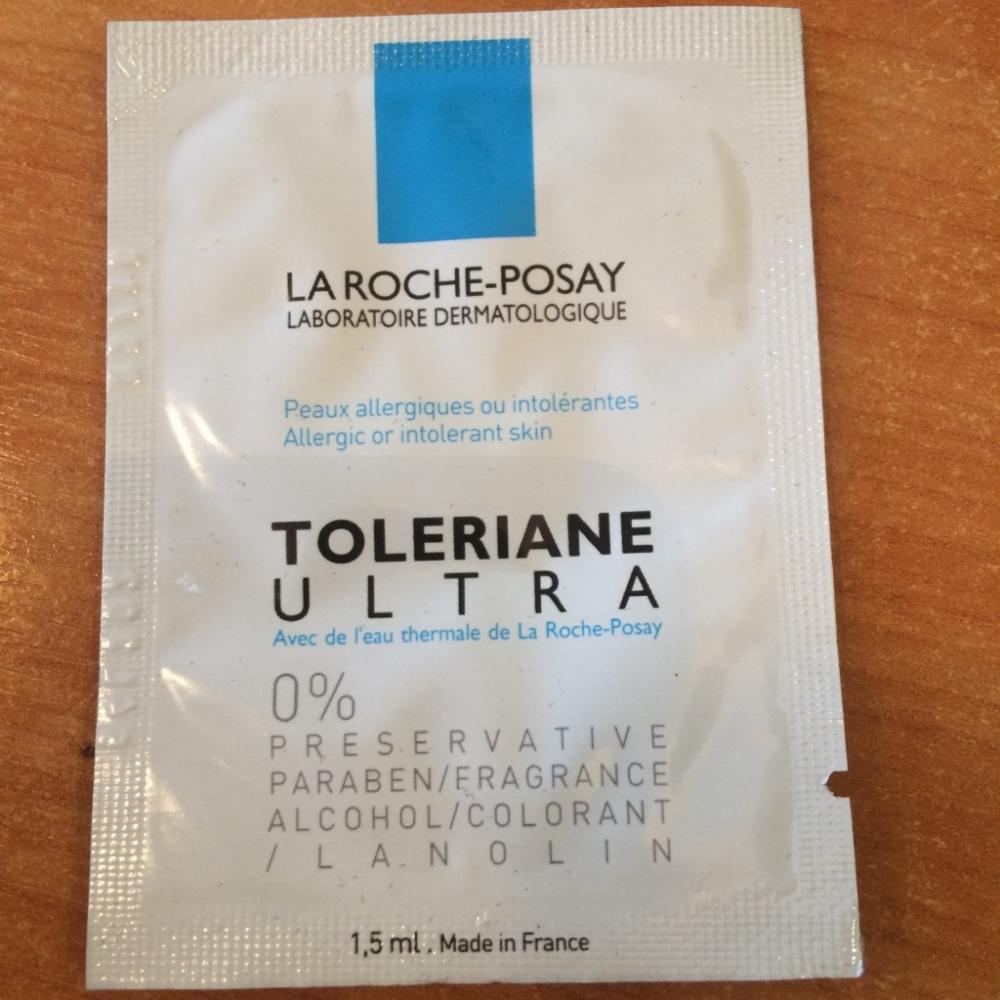 LA ROCHE-POSAY
LABORATOIRE DERMATOLOGIQUE
Peaux allergiques ou intolérantes
Allergic or intolerant skin
TOLERIANE
ULTRA
Avec de l'eau thermale de La Roche-Posay
0%
PRESERVATIVE
PARABEN/FRAGRANCE
ALCOHOL/COLORANT
/LANOLIN
1,5 ml . Made in France